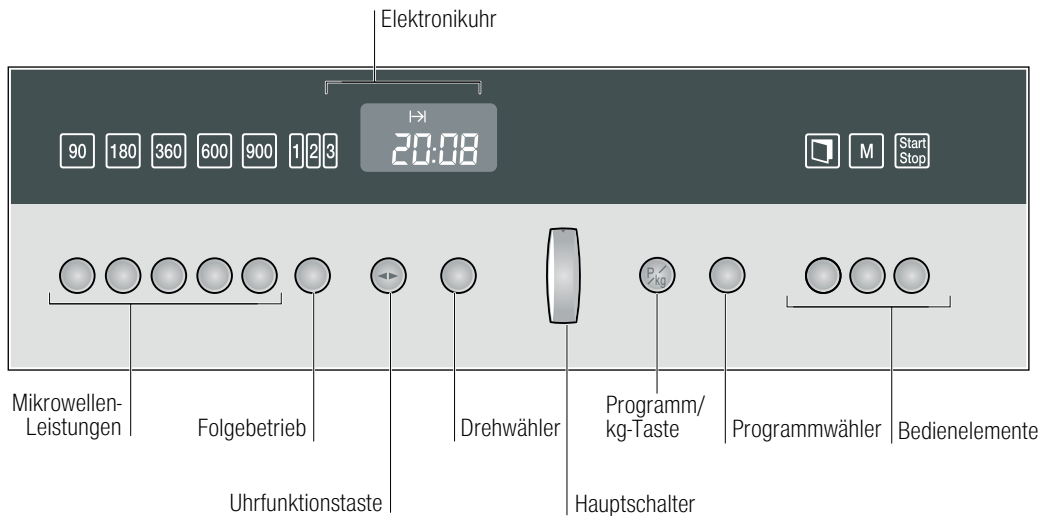 Elektronikuhr
90 180 360 600 900 1 2 3
20:08
M
Start
Stop
P/kg
Mikrowellen-
Leistungen
Folgebetrieb
Uhrfunktionstaste
Drehwähler
Hauptschalter
Programm/
kg-Taste
Programmwähler
Bedienelemente